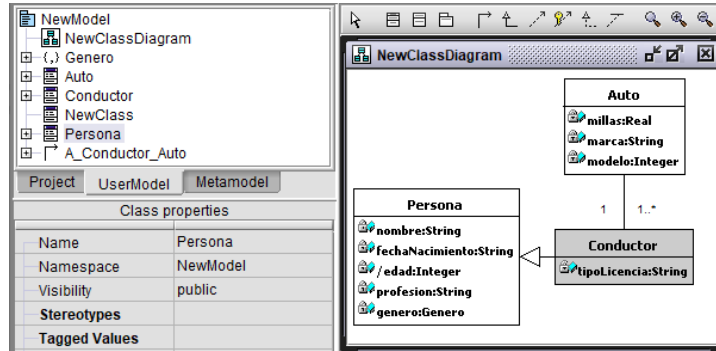 NewModel
NewClassDiagram
{,} Genero
Auto
Conductor
NewClass
Persona
A_Conductor_Auto
Project UserModel Metamodel
Class properties
Name Persona
Namespace NewModel
Visibility public
Stereotypes
Tagged Values
NewClassDiagram
Auto
millas:Real
marca:String
modelo:Integer
1 1..*
Persona
nombre:String
fechaNacimiento:String
/edad:Integer
profesion:String
genero:Genero
Conductor
tipoLicencia:String